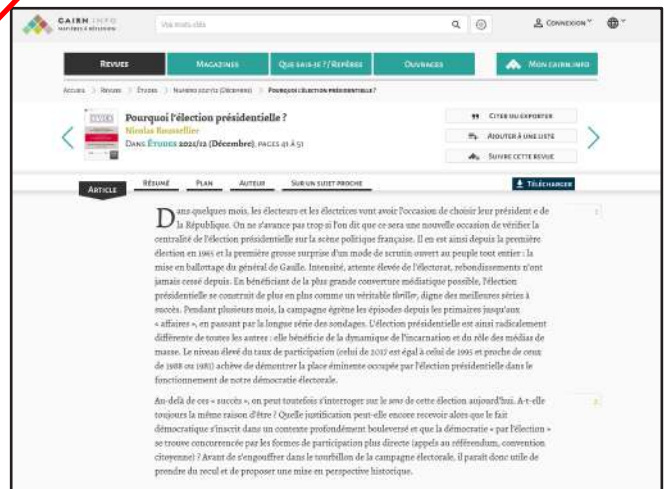 CAIRN INFO
MATIÈRES À RÉFLEXION
Vos mots clés
CONNEXION
REVUES
MAGAZINES
QUE SAIS-JE ? / REPÈRES
OUVRAGES
MON CAIRN.INFO
Accueil > Revues > Études > Numéro 2021/12 (Décembre) > Pourquoi l'élection présidentielle ?
Pourquoi l'élection présidentielle ?
Nicolas Roussellier
DANS ÉTUDES 2021/12 (Décembre), PAGES 41 À 51
CITER OU EXPORTER
AJOUTER À UNE LISTE
SUIVRE CETTE REVUE
ARTICLE
RÉSUMÉ
PLAN
AUTEUR
SUR UN SUJET PROCHE
TÉLÉCHARGER
Dans quelques mois, les électeurs et les électrices vont avoir l'occasion de choisir leur président·e de
la République. On ne s'avance pas trop si l'on dit que ce sera une nouvelle occasion de vérifier la
centralité de l'élection présidentielle sur la scène politique française. Il en est ainsi depuis la première
élection en 1965 et la première grosse surprise d'un mode de scrutin ouvert au peuple tout entier : la
mise en ballottage du général de Gaulle. Intensité, attente élevée de l'électorat, rebondissements n'ont
jamais cessé depuis. En bénéficiant de la plus grande couverture médiatique possible, l'élection
présidentielle se construit de plus en plus comme un véritable thriller, digne des meilleures séries à
succès. Pendant plusieurs mois, la campagne égrène les épisodes depuis les primaires jusqu'aux
« affaires », en passant par la longue série des sondages. L'élection présidentielle est ainsi radicalement
différente de toutes les autres : elle bénéficie de la dynamique de l'incarnation et du rôle des médias de
masse. Le niveau élevé du taux de participation (celui de 2017 est égal à celui de 1995 et proche de ceux
de 1988 ou 1981) achève de démontrer la place éminente occupée par l'élection présidentielle dans le
fonctionnement de notre démocratie électorale.
1
Au-delà de ces « succès », on peut toutefois s'interroger sur le sens de cette élection aujourd'hui. A-t-elle
toujours la même raison d'être ? Quelle justification peut-elle encore recevoir alors que le fait
démocratique s'inscrit dans un contexte profondément bouleversé et que la démocratie « par l'élection »
se trouve concurrencée par les formes de participation plus directe (appels au référendum, convention
citoyenne) ? Avant de s'engouffrer dans le tourbillon de la campagne électorale, il paraît donc utile de
prendre du recul et de proposer une mise en perspective historique.
2